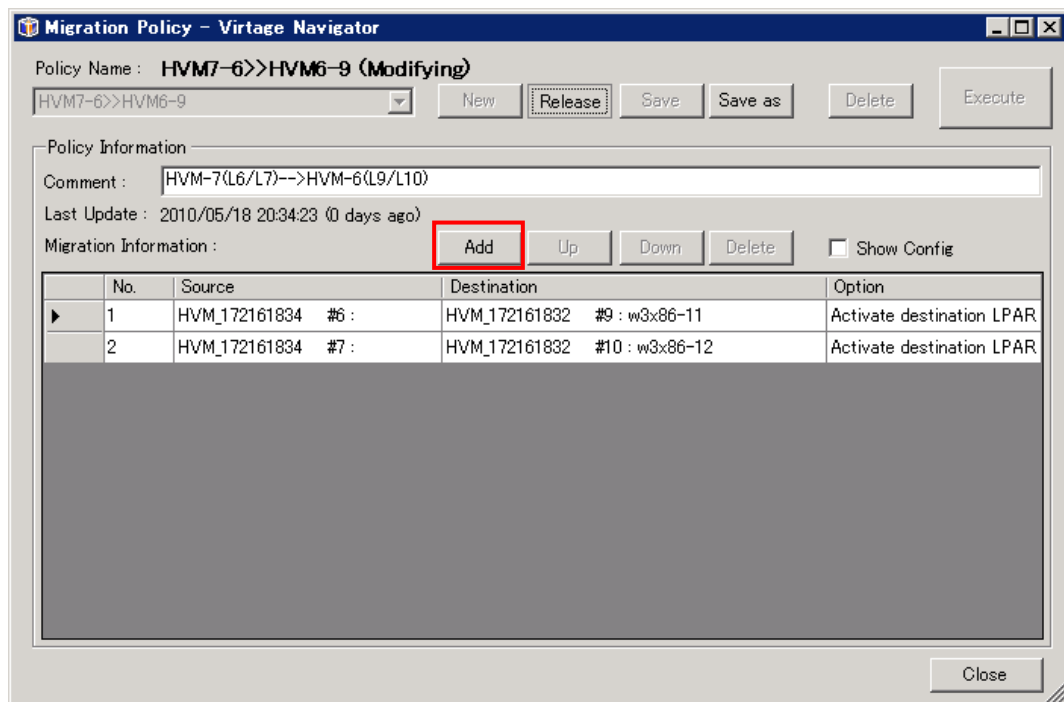 Migration Policy - Virtage Navigator
Policy Name : HVM7-6>>HVM6-9 (Modifying)
HVM7-6>>HVM6-9 New Release Save Save as Delete Execute
Policy Information
Comment : HVM-7(L6/L7)-->HVM-6(L9/L10)
Last Update : 2010/05/18 20:34:23 (0 days ago)
Migration Information : Add Up Down Delete Show Config
No. Source Destination Option
1 HVM_172161834 #6 : HVM_172161832 #9 : w3x86-11 Activate destination LPAR
2 HVM_172161834 #7 : HVM_172161832 #10 : w3x86-12 Activate destination LPAR
Close